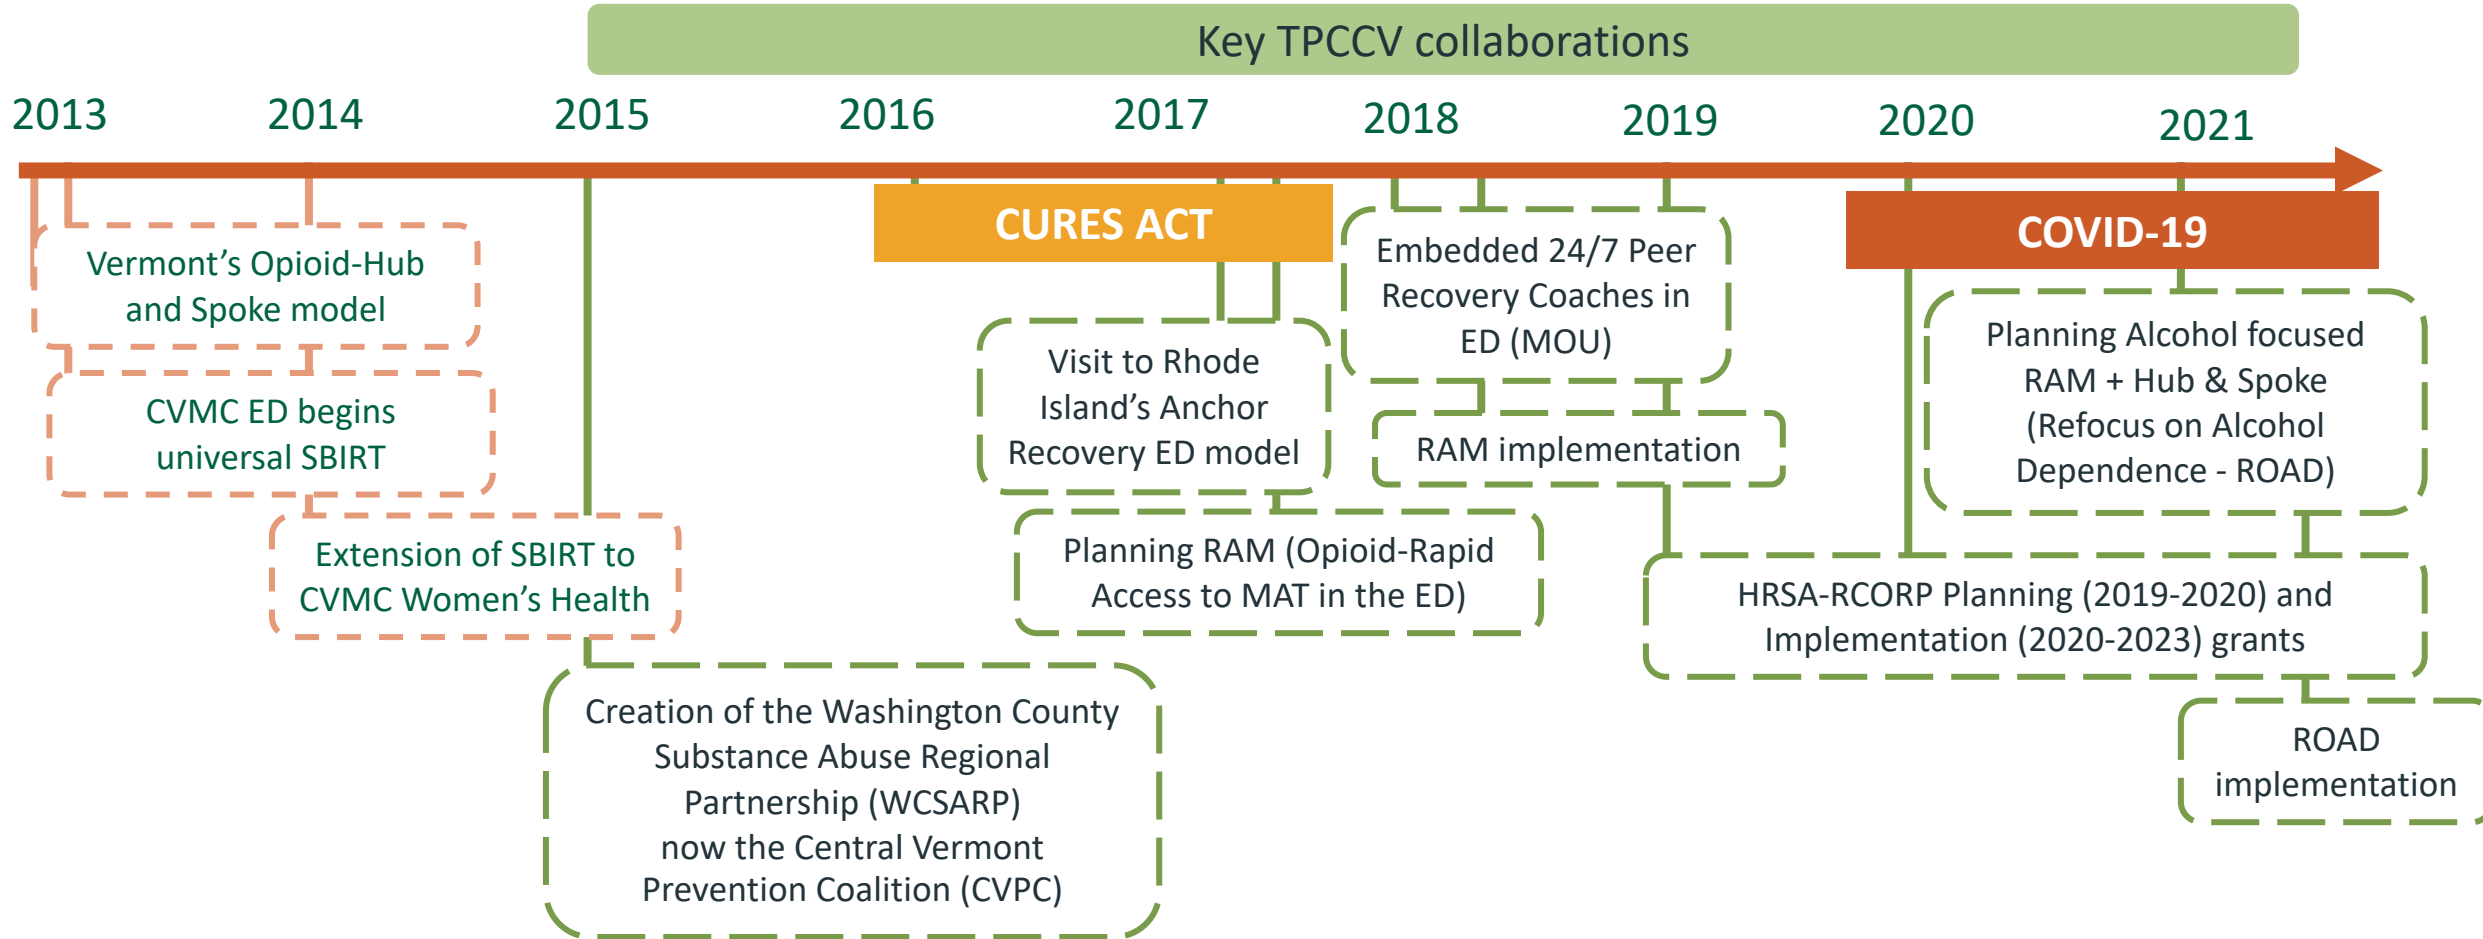 Key TPCCV collaborations
2013
2014
2015
2016
2017
2018
2019
2020
2021
CURES ACT
COVID-19
Vermont’s Opioid-Hub
and Spoke model
CVMC ED begins
universal SBIRT
Extension of SBIRT to
CVMC Women’s Health
Creation of the Washington County
Substance Abuse Regional
Partnership (WCSARP)
now the Central Vermont
Prevention Coalition (CVPC)
Visit to Rhode
Island’s Anchor
Recovery ED model
Planning RAM (Opioid-Rapid
Access to MAT in the ED)
Embedded 24/7 Peer
Recovery Coaches in
ED (MOU)
RAM implementation
Planning Alcohol focused
RAM + Hub & Spoke
(Refocus on Alcohol
Dependence - ROAD)
HRSA-RCORP Planning (2019-2020) and
Implementation (2020-2023) grants
ROAD
implementation